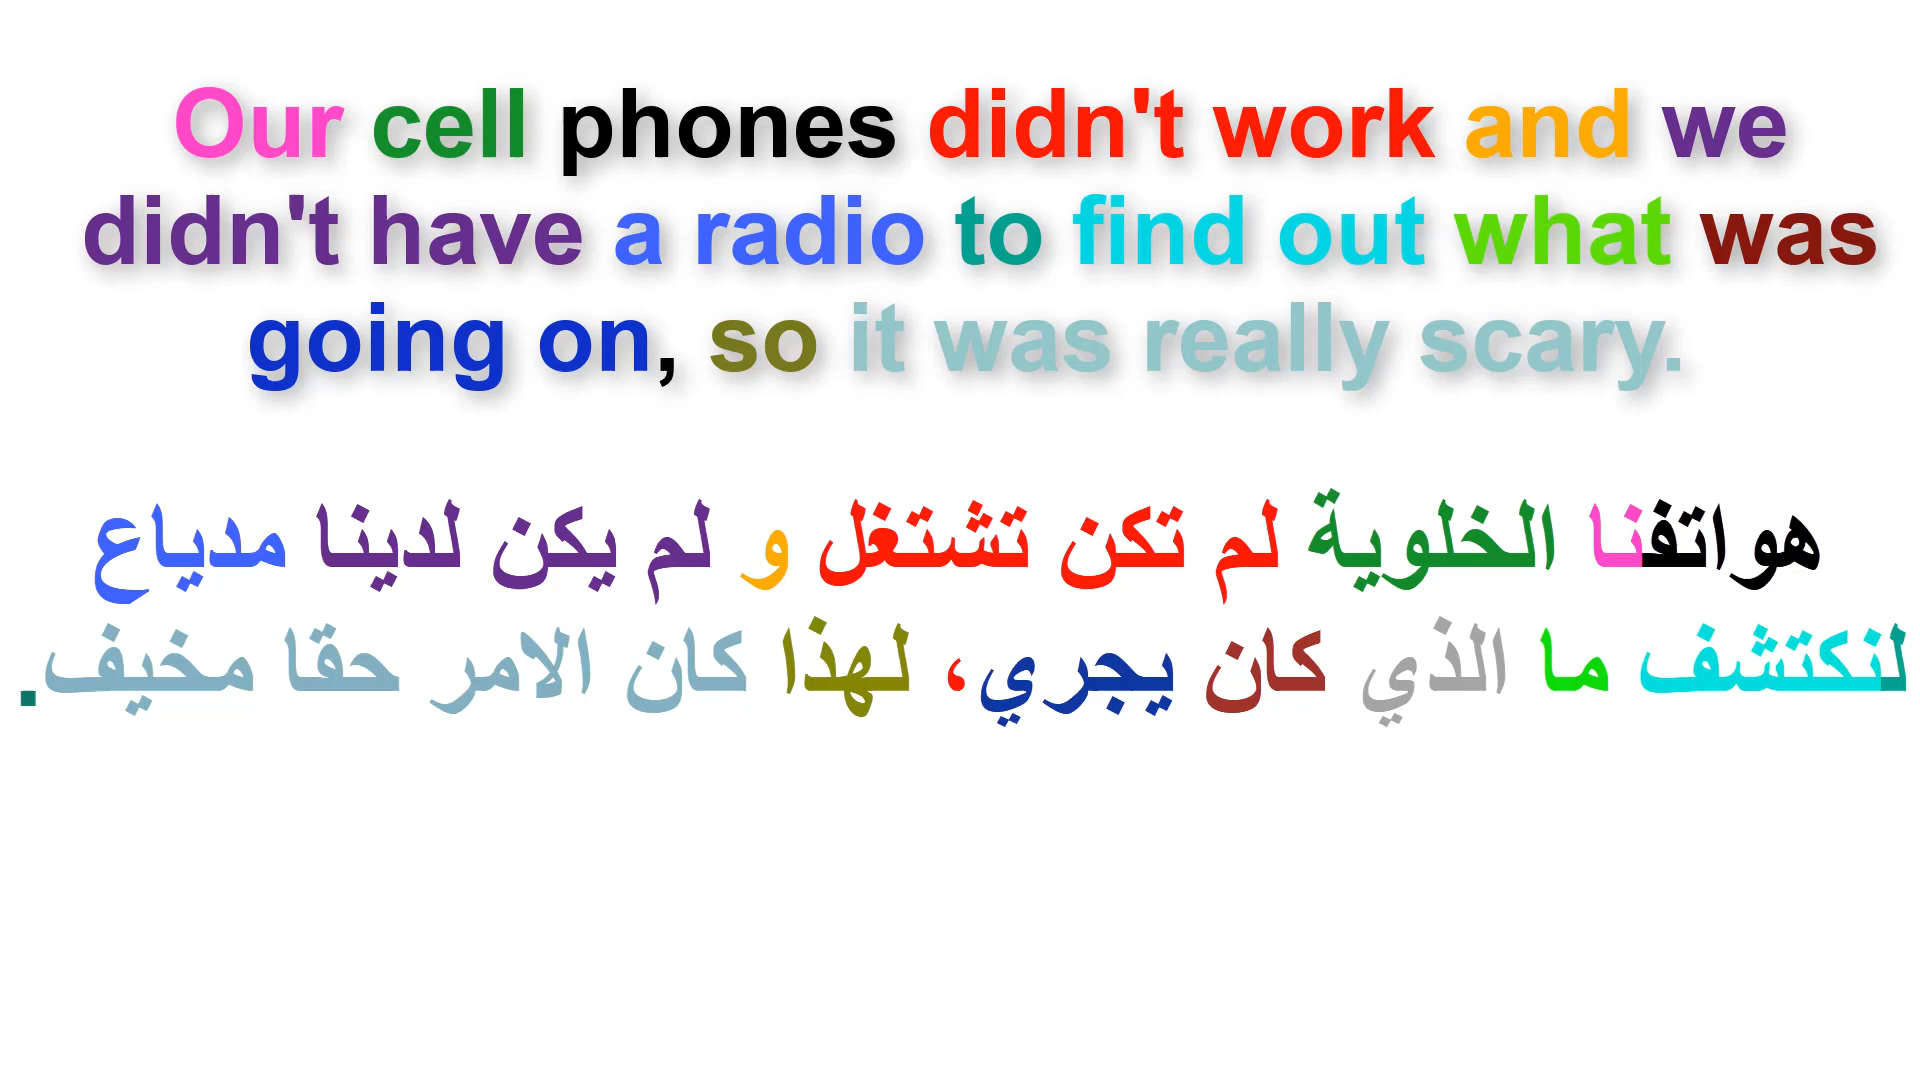 Our cell phones didn't work and we
didn't have a radio to find out what was
going on, so it was really scary.
هواتفنا الخلوية لم تكن تشتغل و لم يكن لدينا مدياع
لنكتشف ما الذي كان يجري، لهذا كان الامر حقا مخيف.